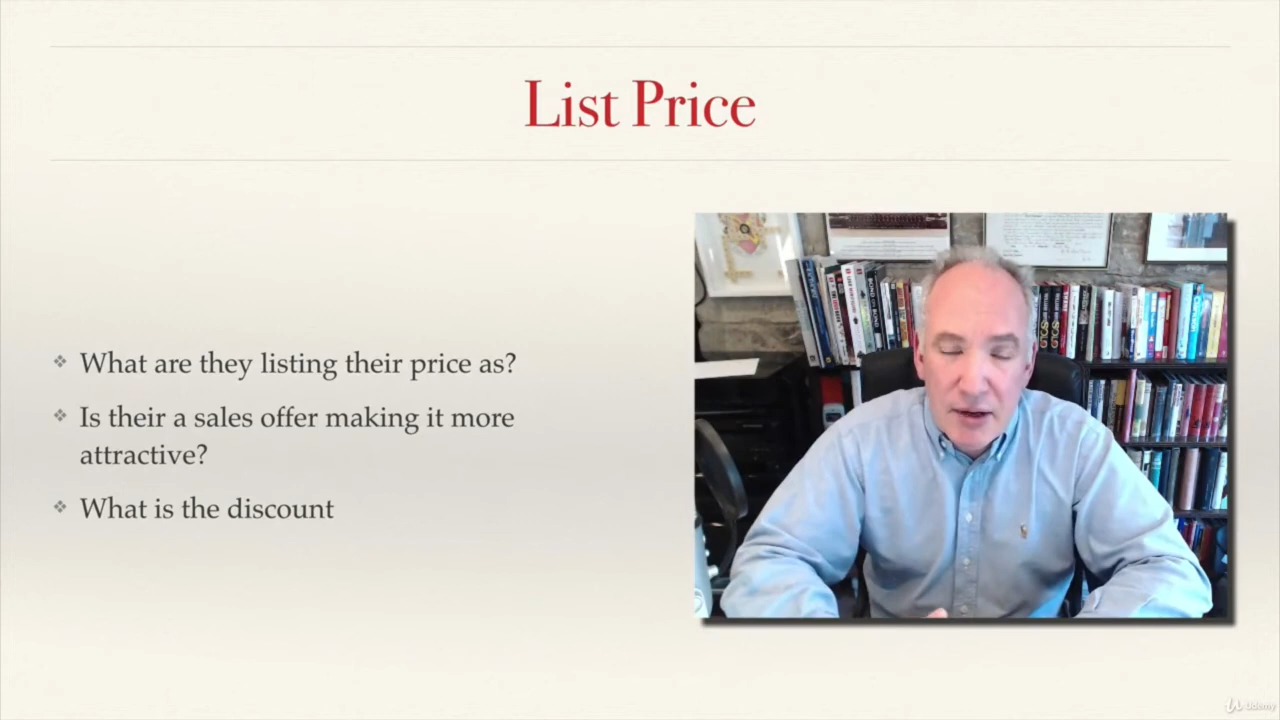 List Price
What are they listing their price as?
Is their a sales offer making it more
attractive?
What is the discount
Udemy